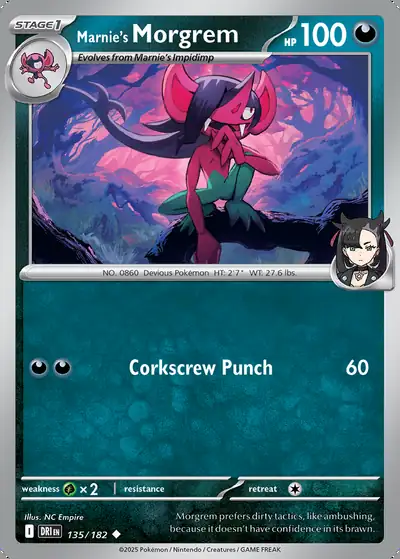 STAGE1
Marnie's Morgrem HP 100
Evolves from Marnie's Impidimp
NO. 0860 Devious Pokémon HT: 2'7" WT: 27.6 lbs.
Corkscrew Punch 60
weakness ×2 resistance retreat
Illus. NC Empire
Morgrem prefers dirty tactics, like ambushing,
because it doesn't have confidence in its brawn.
I DRI EN 135/182
©2025 Pokémon / Nintendo / Creatures / GAME FREAK